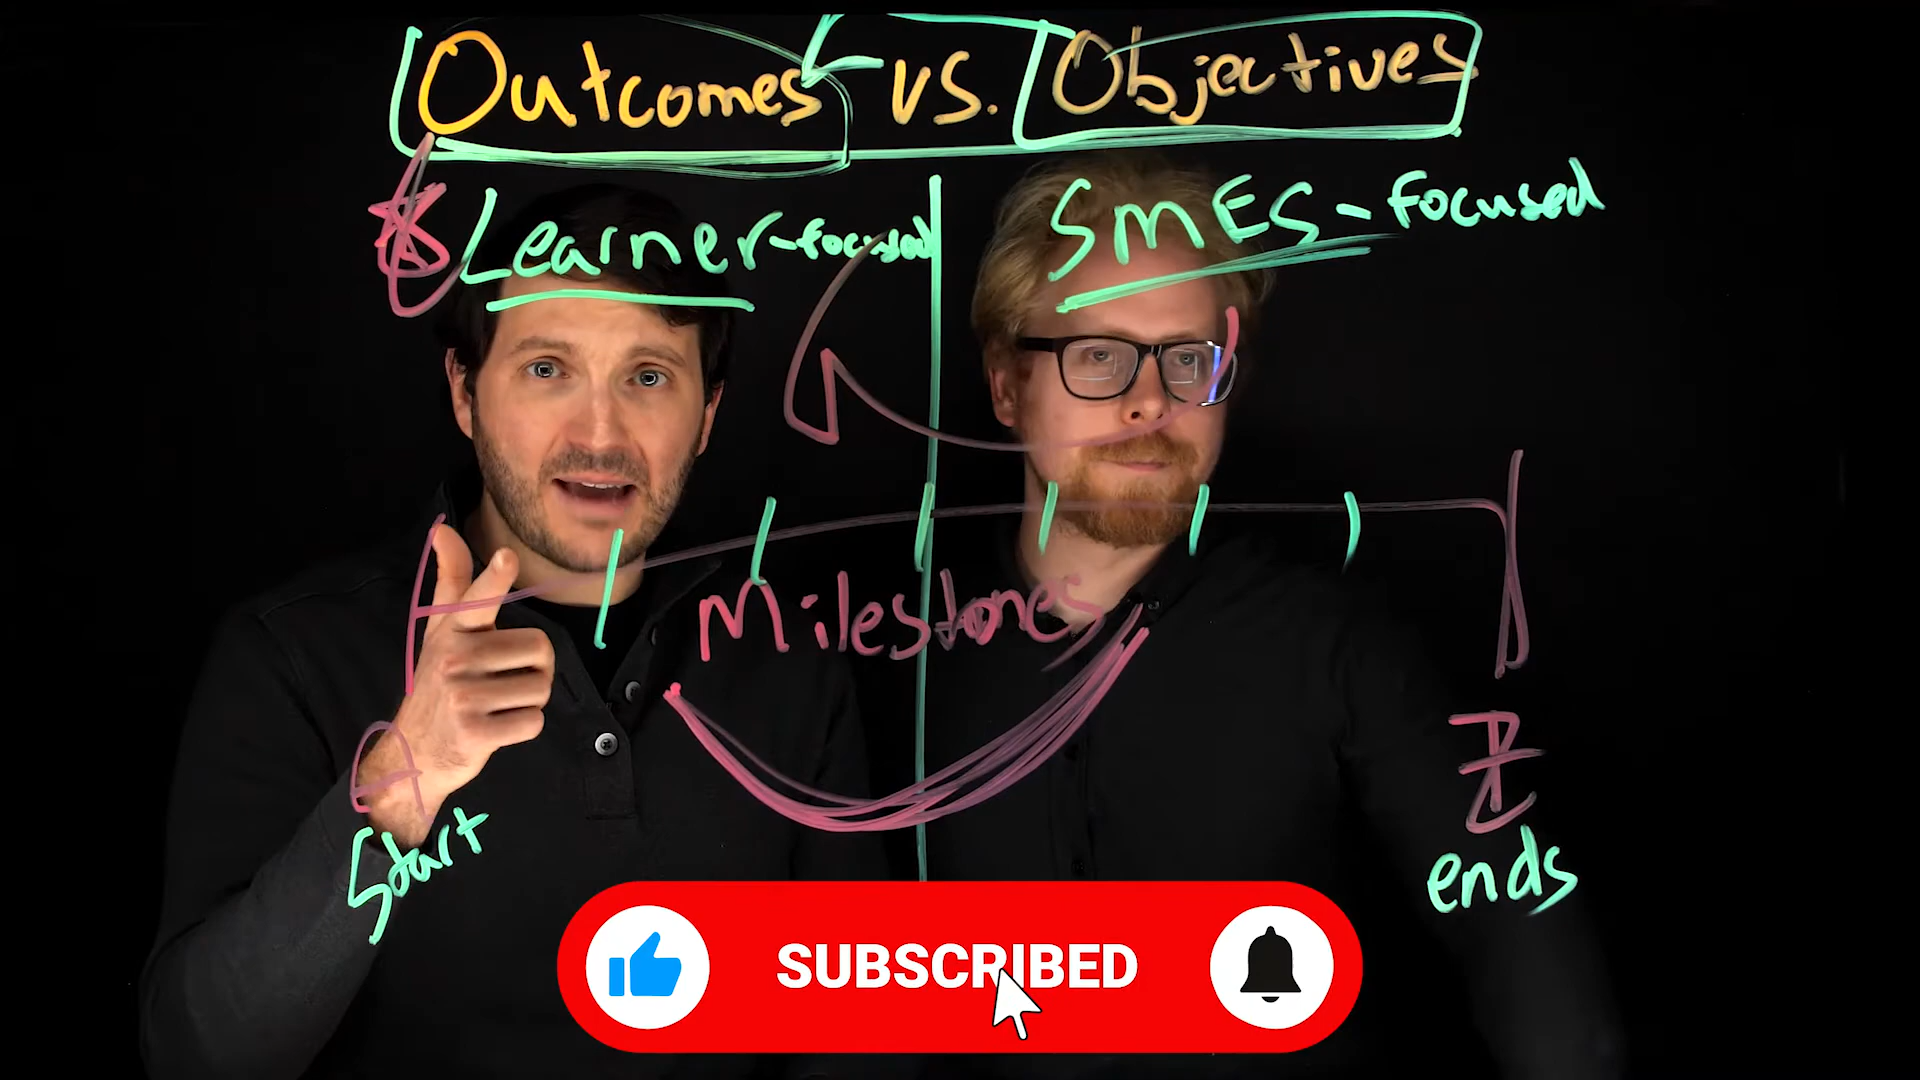 Outcomes vs. Objectives
Learner-focused
SMES-focused
Milestones
A
Z
Start
ends
SUBSCRIBED